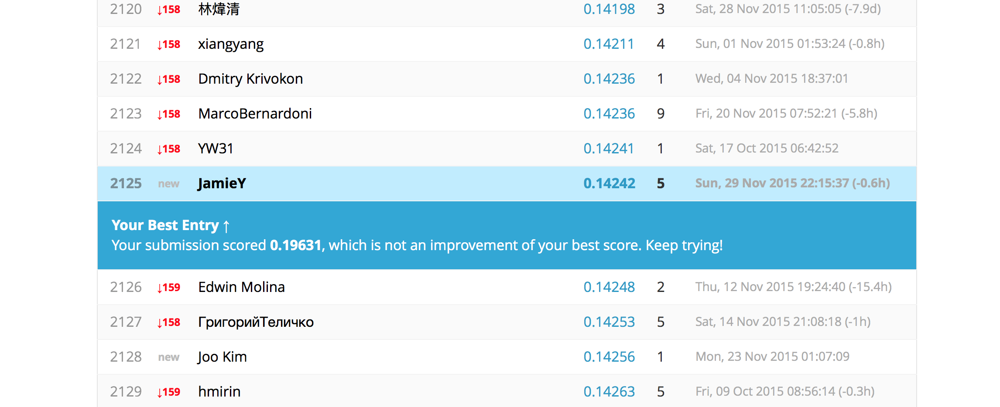 2120 ↓158 林煒清 0.14198 3 Sat, 28 Nov 2015 11:05:05 (-7.9d)
2121 ↓158 xiangyang 0.14211 4 Sun, 01 Nov 2015 01:53:24 (-0.8h)
2122 ↓158 Dmitry Krivokon 0.14236 1 Wed, 04 Nov 2015 18:37:01
2123 ↓158 MarcoBernardoni 0.14236 9 Fri, 20 Nov 2015 07:52:21 (-5.8h)
2124 ↓158 YW31 0.14241 1 Sat, 17 Oct 2015 06:42:52
2125 new JamieY 0.14242 5 Sun, 29 Nov 2015 22:15:37 (-0.6h)
Your Best Entry ↑
Your submission scored 0.19631, which is not an improvement of your best score. Keep trying!
2126 ↓159 Edwin Molina 0.14248 2 Thu, 12 Nov 2015 19:24:40 (-15.4h)
2127 ↓158 ГригорийТеличко 0.14253 5 Sat, 14 Nov 2015 21:08:18 (-1h)
2128 new Joo Kim 0.14256 1 Mon, 23 Nov 2015 01:07:09
2129 ↓159 hmirin 0.14263 5 Fri, 09 Oct 2015 08:56:14 (-0.3h)